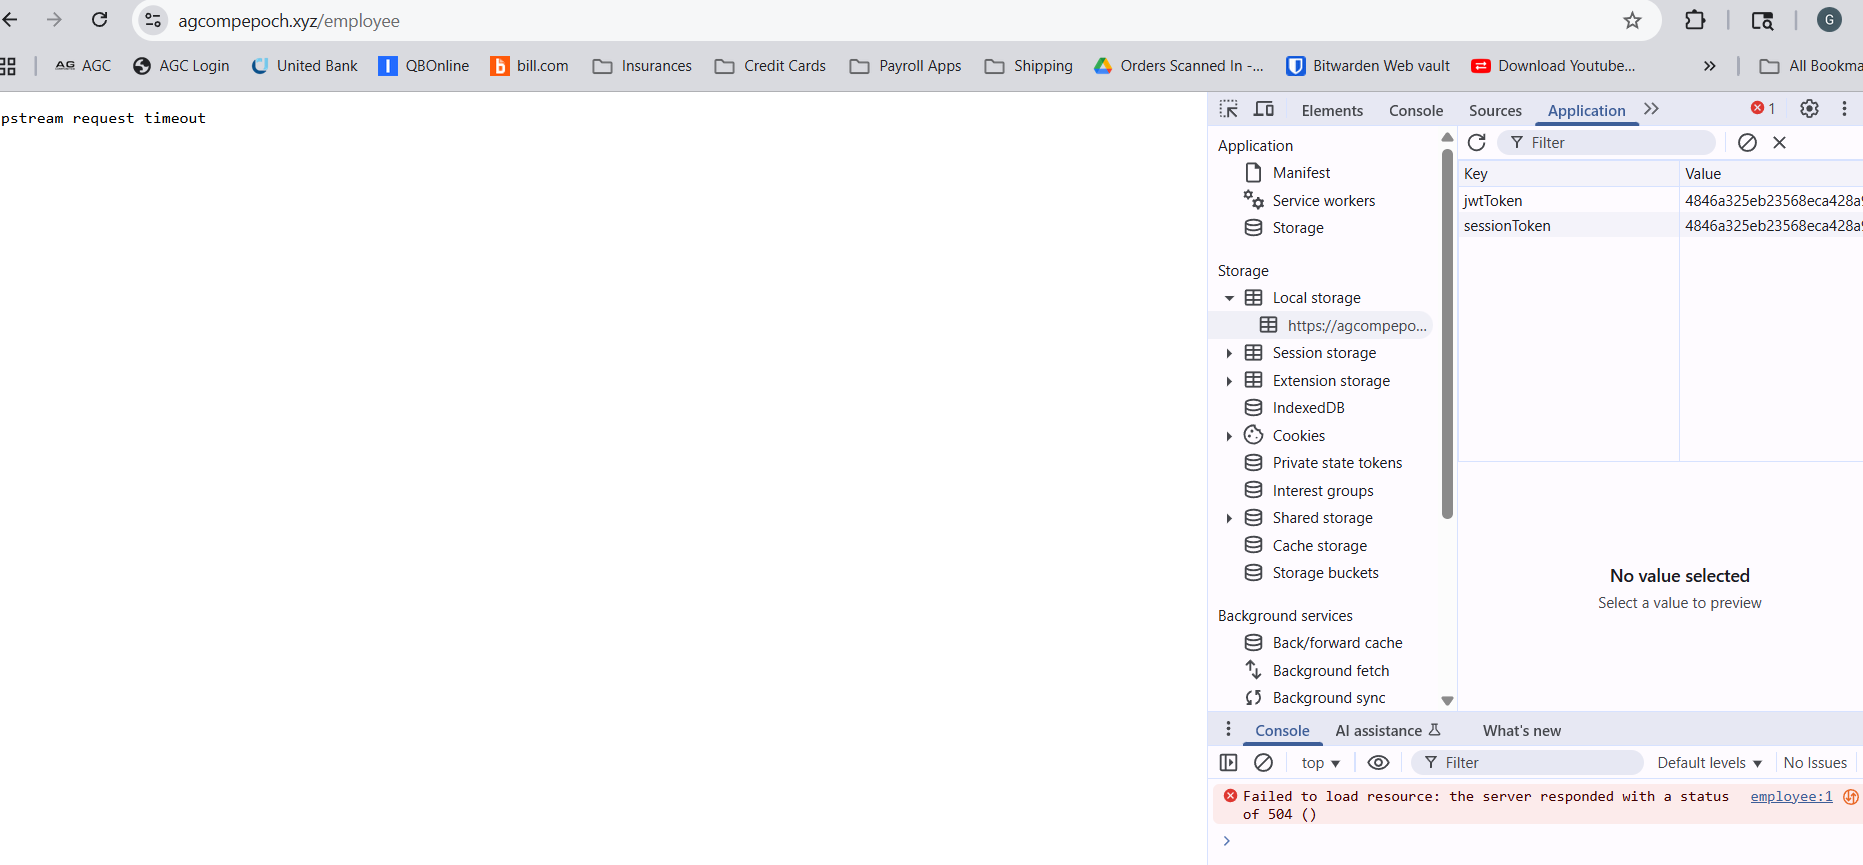 agcompepoch.xyz/employee
G
AGC AGC Login United Bank QBOnline bill.com Insurances Credit Cards Payroll Apps Shipping Orders Scanned In -... Bitwarden Web vault Download Youtube... » All Bookma
pstream request timeout
Elements Console Sources Application 1
Application
Manifest
Service workers
Storage
Storage
Local storage
https://agcompepo...
Session storage
Extension storage
IndexedDB
Cookies
Private state tokens
Interest groups
Shared storage
Cache storage
Storage buckets
Background services
Back/forward cache
Background fetch
Background sync
Filter
Key Value
jwtToken 4846a325eb23568eca428a
sessionToken 4846a325eb23568eca428a
No value selected
Select a value to preview
Console AI assistance What's new
top Filter Default levels No Issues
Failed to load resource: the server responded with a status employee:1
of 504 ()